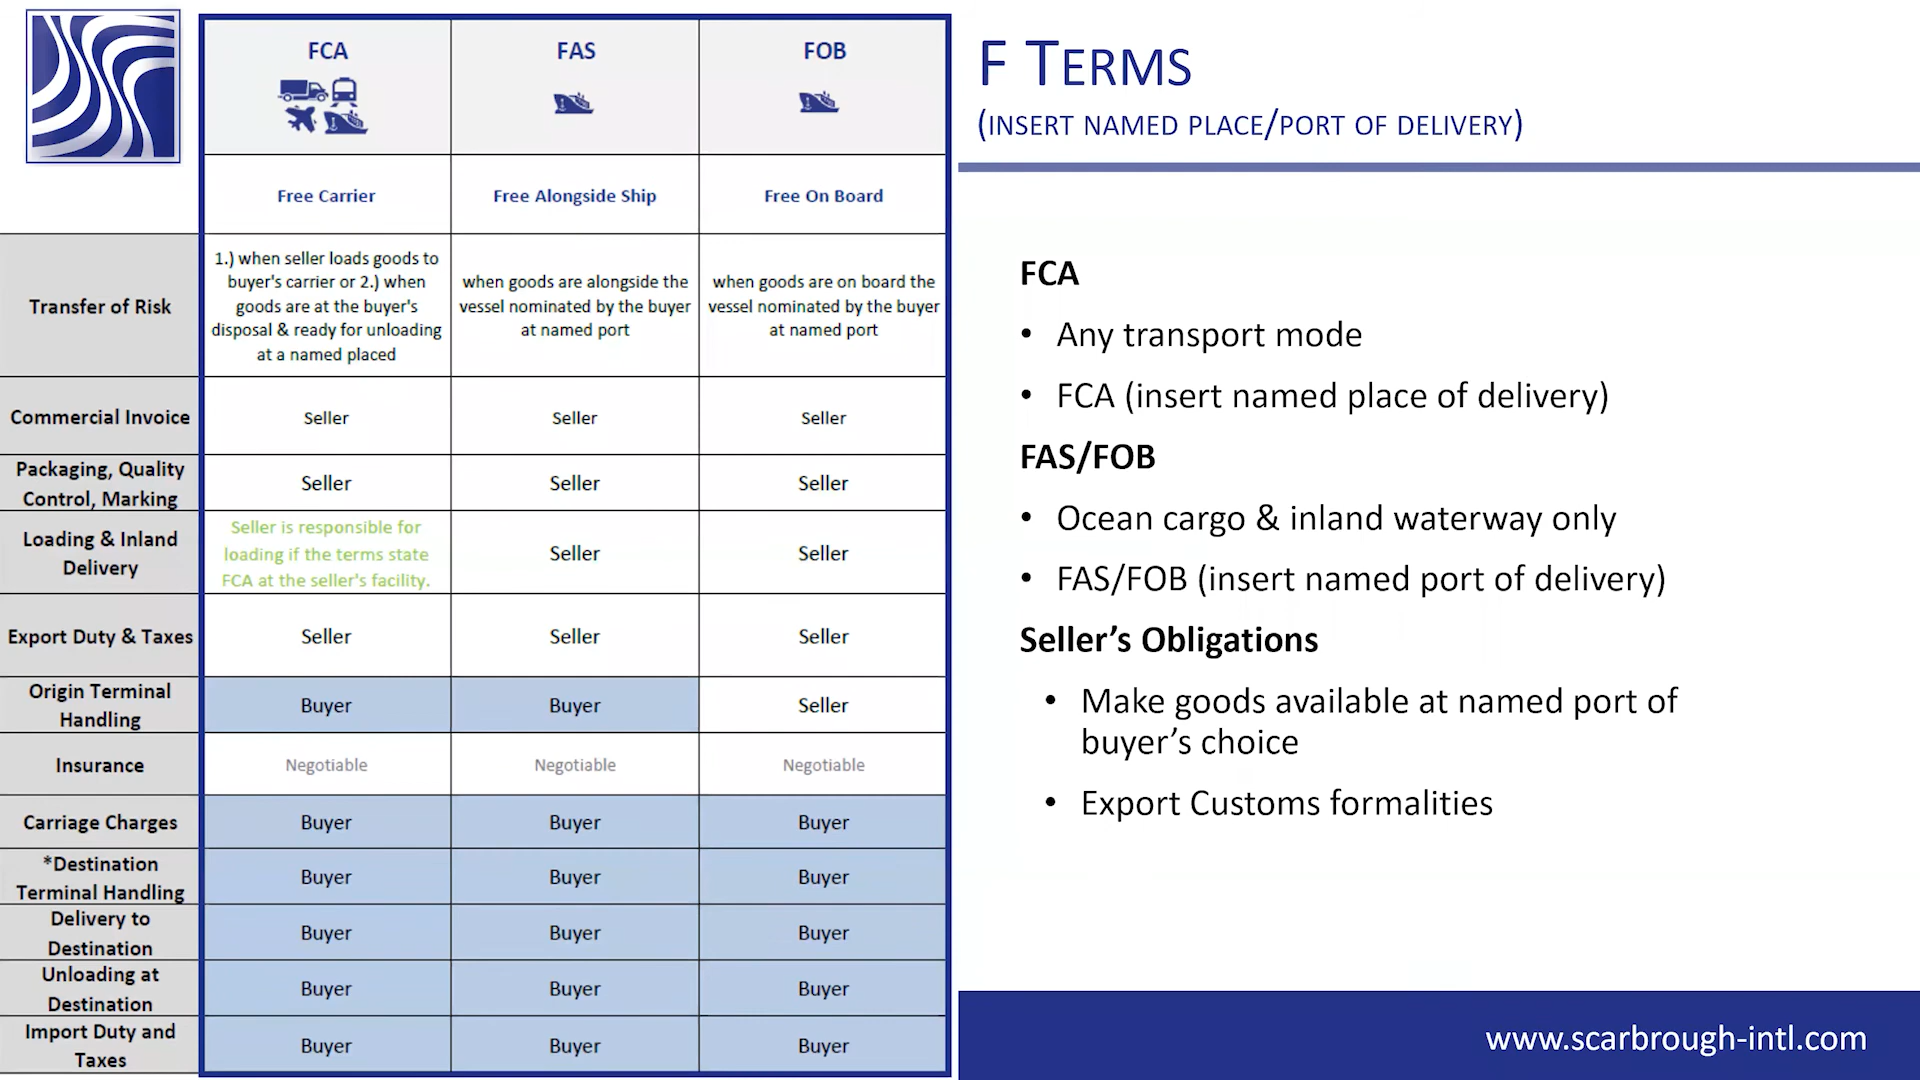 FCA
FAS
FOB
Free Carrier
Free Alongside Ship
Free On Board
Transfer of Risk
1.) when seller loads goods to
buyer's carrier or 2.) when
goods are at the buyer's
disposal & ready for unloading
at a named placed
when goods are alongside the
vessel nominated by the buyer
at named port
when goods are on board the
vessel nominated by the buyer
at named port
Commercial Invoice
Seller
Seller
Seller
Packaging, Quality
Control, Marking
Seller
Seller
Seller
Loading & Inland
Delivery
Seller is responsible for
loading if the terms state
FCA at the seller's facility.
Seller
Seller
Export Duty & Taxes
Seller
Seller
Seller
Origin Terminal
Handling
Buyer
Buyer
Seller
Insurance
Negotiable
Negotiable
Negotiable
Carriage Charges
Buyer
Buyer
Buyer
*Destination
Terminal Handling
Buyer
Buyer
Buyer
Delivery to
Destination
Buyer
Buyer
Buyer
Unloading at
Destination
Buyer
Buyer
Buyer
Import Duty and
Taxes
Buyer
Buyer
Buyer
F TERMS
(INSERT NAMED PLACE/PORT OF DELIVERY)
FCA
• Any transport mode
• FCA (insert named place of delivery)
FAS/FOB
• Ocean cargo & inland waterway only
• FAS/FOB (insert named port of delivery)
Seller’s Obligations
• Make goods available at named port of
buyer’s choice
• Export Customs formalities
www.scarbrough-intl.com